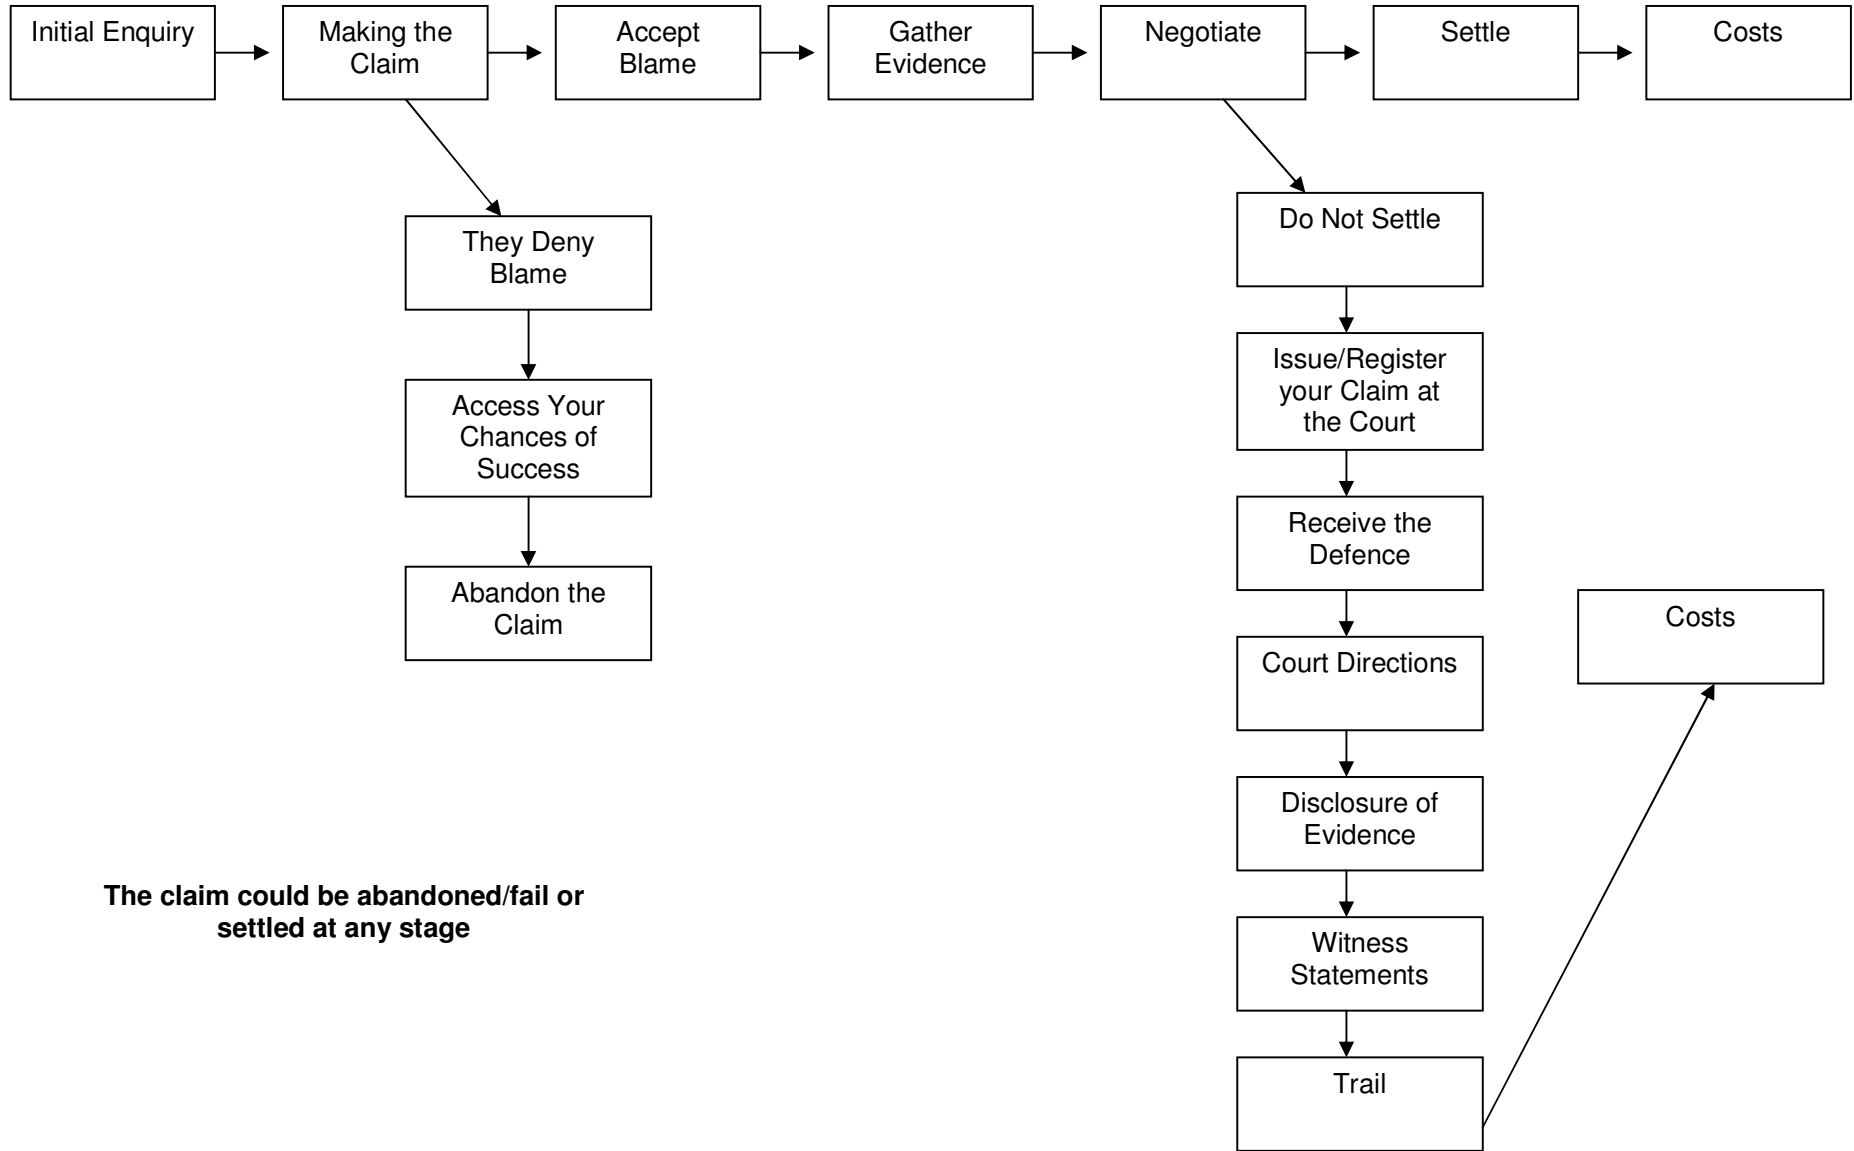 Initial Enquiry
Making the
Claim
Accept
Blame
Gather
Evidence
Negotiate
Settle
Costs
They Deny
Blame
Access Your
Chances of
Success
Abandon the
Claim
Do Not Settle
Issue/Register
your Claim at
the Court
Receive the
Defence
Court Directions
Disclosure of
Evidence
Witness
Statements
Trail
Costs
The claim could be abandoned/fail or
settled at any stage